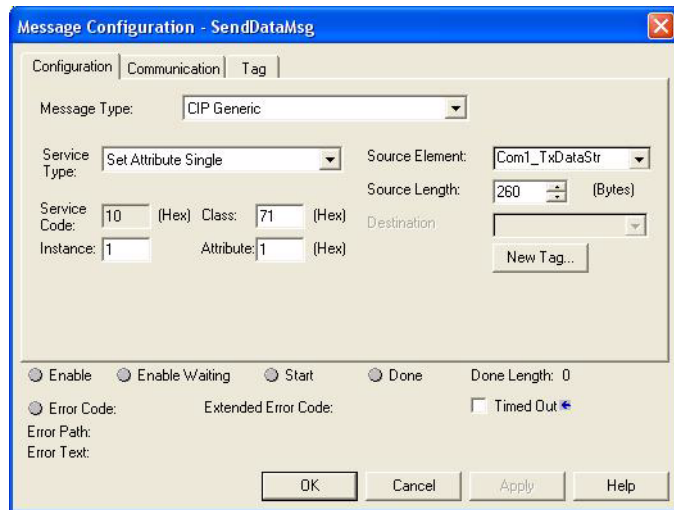 Message Configuration - SendDataMsg
Configuration Communication Tag
Message Type: CIP Generic
Service Type: Set Attribute Single
Source Element: Com1_TxDataStr
Source Length: 260 (Bytes)
Service Code: 10 (Hex) Class: 71 (Hex)
Destination
Instance: 1 Attribute: 1 (Hex)
New Tag...
Enable Enable Waiting Start Done Done Length: 0
Error Code: Extended Error Code: Timed Out
Error Path:
Error Text:
OK Cancel Apply Help